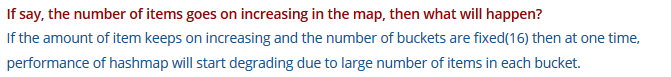 If say, the number of items goes on increasing in the map, then what will happen?
If the amount of item keeps on increasing and the number of buckets are fixed(16) then at one time,
performance of hashmap will start degrading due to large number of items in each bucket.